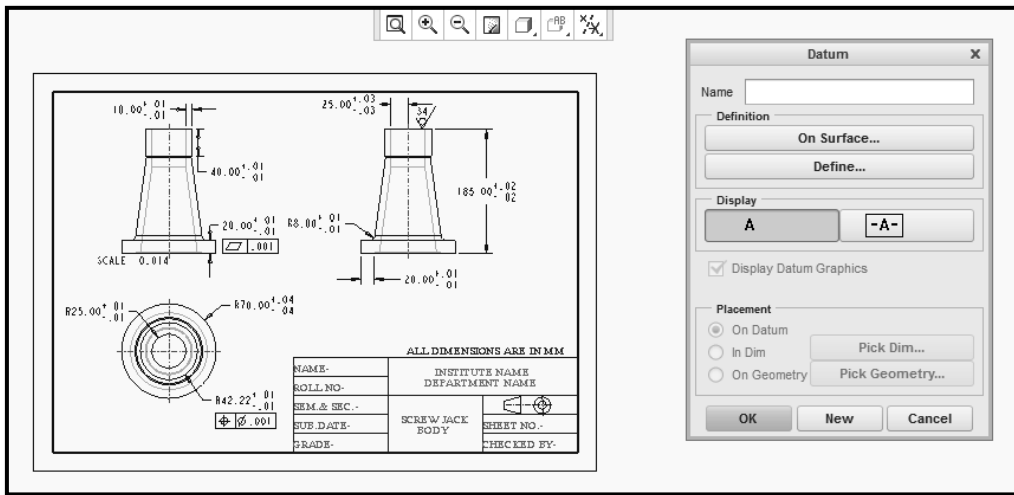 AB
10.00 +.01 -.01
25.00 +.03 -.03
34
40.00 +.01 -.01
185.00 +.02 -.02
20.00 +.01 -.01
R8.00 +.01 -.01
.001
SCALE 0.014
20.00 +.01 -.01
R25.00 +.01 -.01
R70.00 +.04 -.04
R42.22 +.01 -.01
Ø.001
ALL DIMENSIONS ARE IN MM
NAME-
INSTITUTE NAME
DEPARTMENT NAME
ROLL NO-
SEM.& SEC.-
SCREW JACK
BODY
SUB.DATE-
SHEET NO.-
GRADE-
CHECKED BY-
Datum
x
Name
Definition
On Surface...
Define...
Display
A
-A-
Display Datum Graphics
Placement
On Datum
In Dim
Pick Dim...
On Geometry
Pick Geometry...
OK
New
Cancel